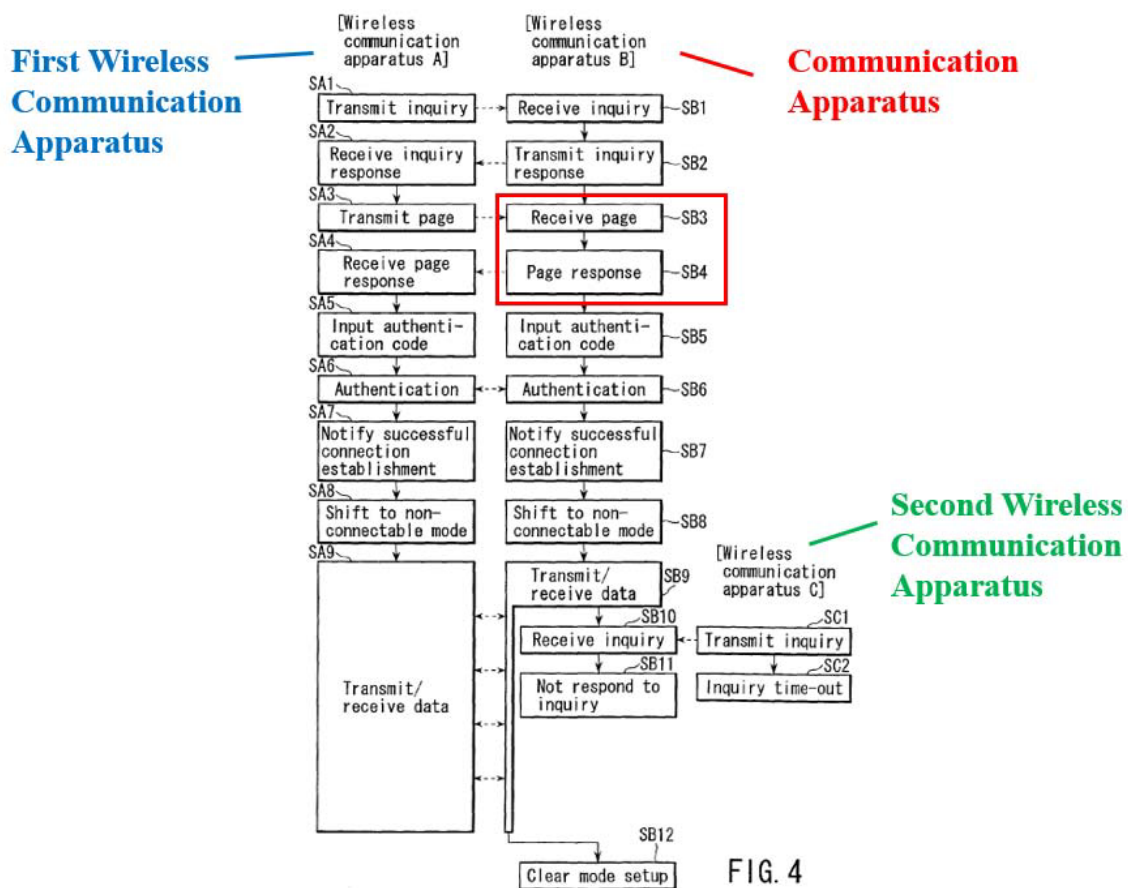 First Wireless
Communication
Apparatus
[Wireless
communication
apparatus A]
[Wireless
communication
apparatus B]
Communication
Apparatus
SA1
Transmit inquiry
Receive inquiry
SB1
SA2
Receive inquiry
response
Transmit inquiry
response
SB2
SA3
Transmit page
Receive page
SB3
SA4
Receive page
response
Page response
SB4
SA5
Input authenti-
cation code
Input authenti-
cation code
SB5
SA6
Authentication
Authentication
SB6
SA7
Notify successful
connection
establishment
Notify successful
connection
establishment
SB7
SA8
Shift to non-
connectable mode
Shift to non-
connectable mode
SB8
Second Wireless
Communication
Apparatus
[Wireless
communication
apparatus C]
SA9
Transmit/
receive data
Transmit/
receive data
SB9
SB10
Receive inquiry
SC1
Transmit inquiry
SB11
Not respond to
inquiry
SC2
Inquiry time-out
SB12
Clear mode setup
FIG. 4